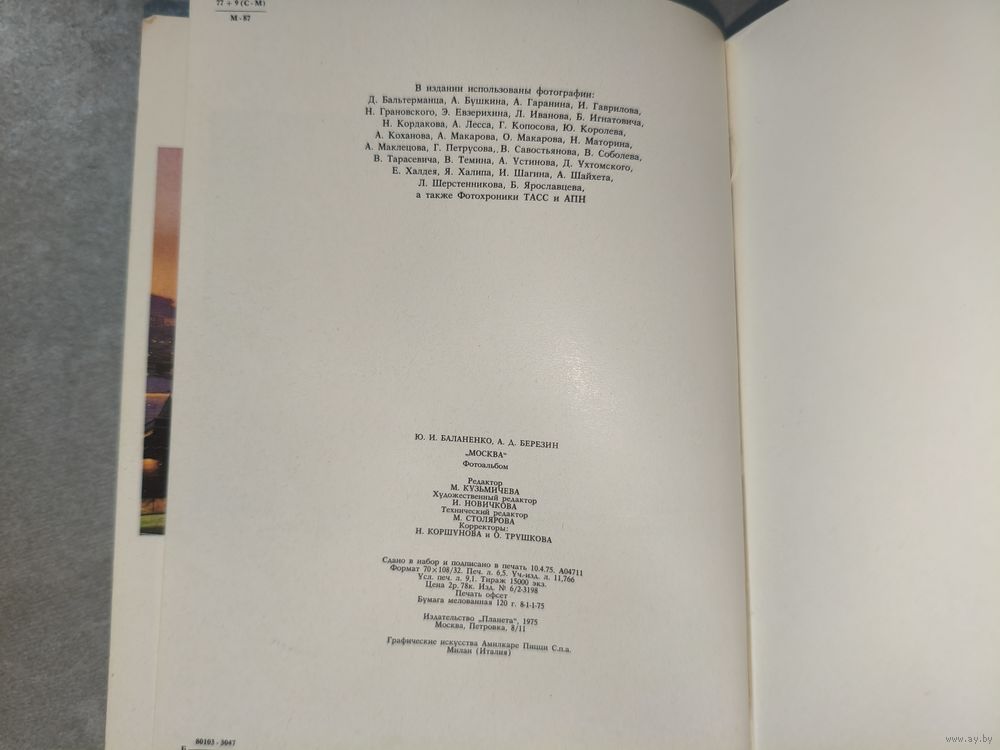 77 + 9 (С - М)
М - 87
В издании использованы фотографии:
Д. Бальтерманца, А. Бушкина, А. Гаранина, И. Гаврилова,
Н. Грановского, Э. Евзерихина, Л. Иванова, Б. Игнатовича,
Н. Кордакова, А. Лесса, Г. Копосова, Ю. Королева,
А. Коханова, А. Макарова, О. Макарова, Н. Маторина,
А. Маклецова, Г. Петрусова, В. Савостьянова, В. Соболева,
В. Тарасевича, В. Темина, А. Устинова, Д. Ухтомского,
Е. Халдея, Я. Халипа, И. Шагина, А. Шайхета,
Л. Шерстенникова, Б. Ярославцева,
а также Фотохроники ТАСС и АПН
Ю. И. БАЛАНЕНКО, А. Д. БЕРЕЗИН
„МОСКВА“
Фотоальбом
Редактор
М. КУЗЬМИЧЕВА
Художественный редактор
И. НОВИЧКОВА
Технический редактор
М. СТОЛЯРОВА
Корректоры:
Н. КОРШУНОВА и О. ТРУШКОВА
Сдано в набор и подписано в печать 10.4.75. А04711
Формат 70×108/32. Печ. л. 6,5. Уч.-изд. л. 11,766
Усл. печ. л. 9,1. Тираж 15000 экз.
Цена 2р. 78к. Изд. № 6/2-3198
Печать офсет
Бумага мелованная 120 г. 8-1-1-75
Издательство „Планета“, 1975
Москва, Петровка, 8/11
Графические искусства Амилкаре Пицци С.п.а.
Милан (Италия)
80103 - 3047
Б
www.ay.by